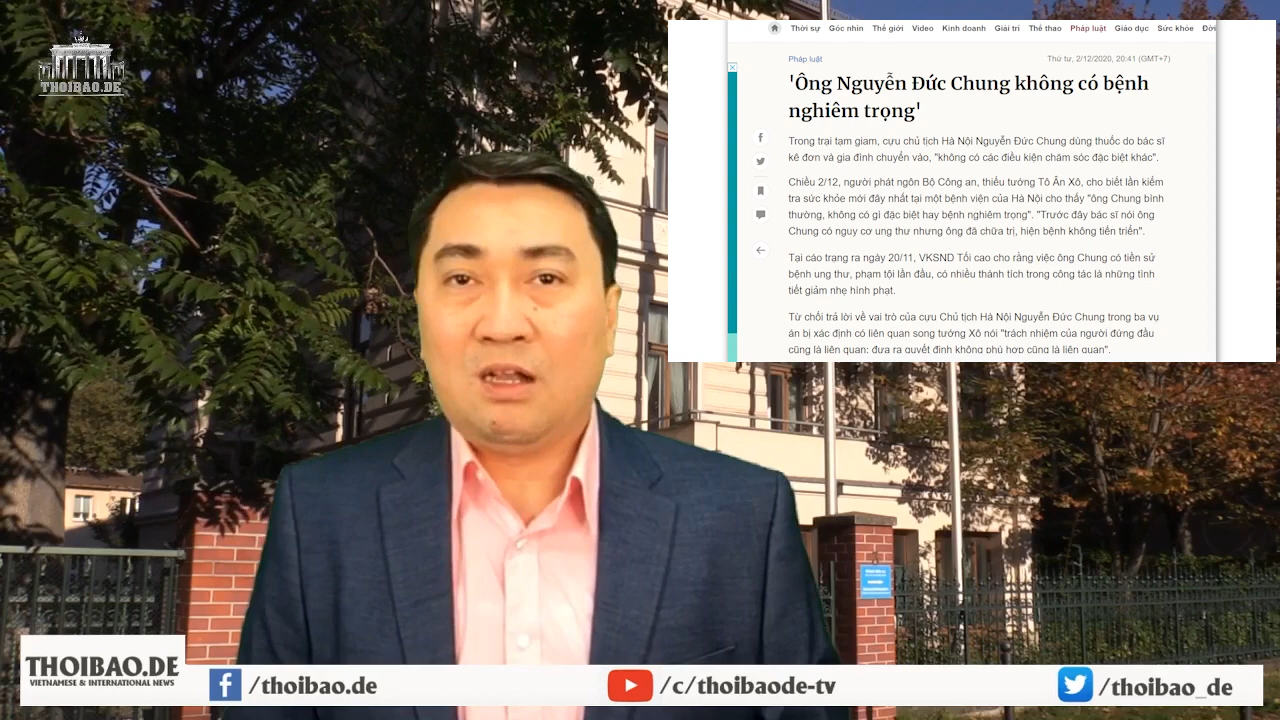 THOIBAO.DE
Thời sự Góc nhìn Thế giới Video Kinh doanh Giải trí Thể thao Pháp luật Giáo dục Sức khỏe Đời
Pháp luật
Thứ tư, 2/12/2020, 20:41 (GMT+7)
'Ông Nguyễn Đức Chung không có bệnh
nghiêm trọng'
Trong trại tạm giam, cựu chủ tịch Hà Nội Nguyễn Đức Chung dùng thuốc do bác sĩ
kê đơn và gia đình chuyển vào, "không có các điều kiện chăm sóc đặc biệt khác".
Chiều 2/12, người phát ngôn Bộ Công an, thiếu tướng Tô Ân Xô, cho biết lần kiểm
tra sức khỏe mới đây nhất tại một bệnh viện của Hà Nội cho thấy "ông Chung bình
thường, không có gì đặc biệt hay bệnh nghiêm trọng". "Trước đây bác sĩ nói ông
Chung có nguy cơ ung thư nhưng ông đã chữa trị, hiện bệnh không tiến triển".
Tại cáo trạng ra ngày 20/11, VKSND Tối cao cho rằng việc ông Chung có tiền sử
bệnh ung thư, phạm tội lần đầu, có nhiều thành tích trong công tác là những tình
tiết giảm nhẹ hình phạt.
Từ chối trả lời về vai trò của cựu Chủ tịch Hà Nội Nguyễn Đức Chung trong ba vụ
án bị xác định có liên quan song tướng Xô nói "trách nhiệm của người đứng đầu
cũng là liên quan; đưa ra quyết định không phù hợp cũng là liên quan".
THOIBAO.DE
VIETNAMESE & INTERNATIONAL NEWS
/thoibao.de
/c/thoibaode-tv
/thoibao_de